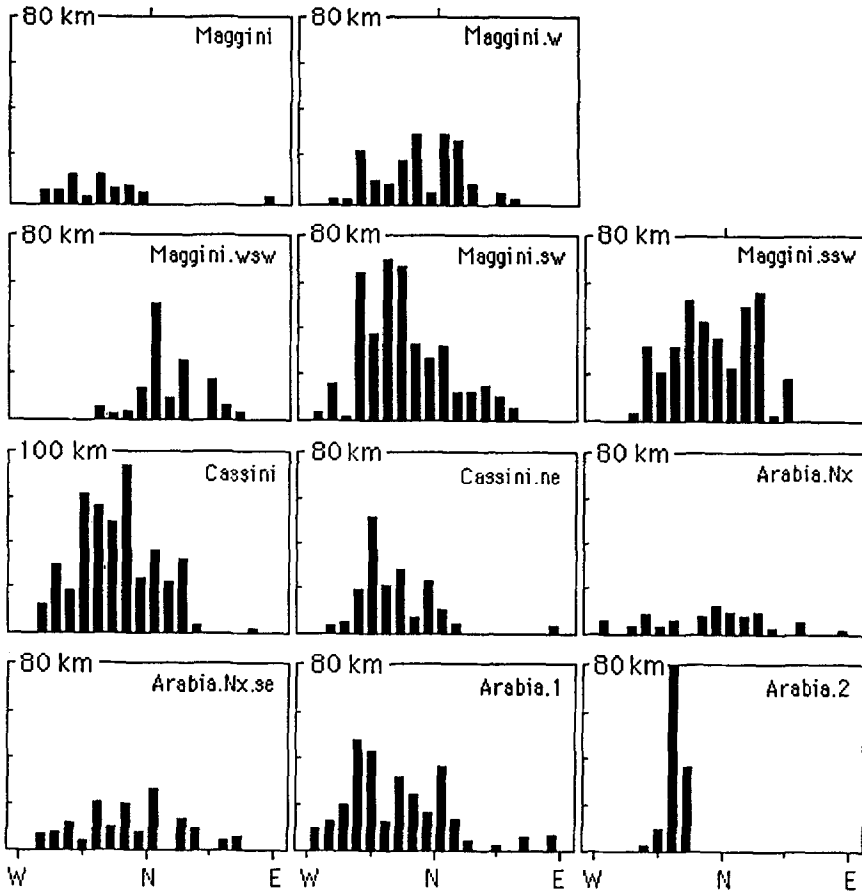 80 km
Maggini
80 km
Maggini.w
80 km
Maggini.wsw
80 km
Maggini.sw
80 km
Maggini.ssw
100 km
Cassini
80 km
Cassini.ne
80 km
Arabia.Nx
80 km
Arabia.Nx.se
80 km
Arabia.1
80 km
Arabia.2
W N E W N E W N E